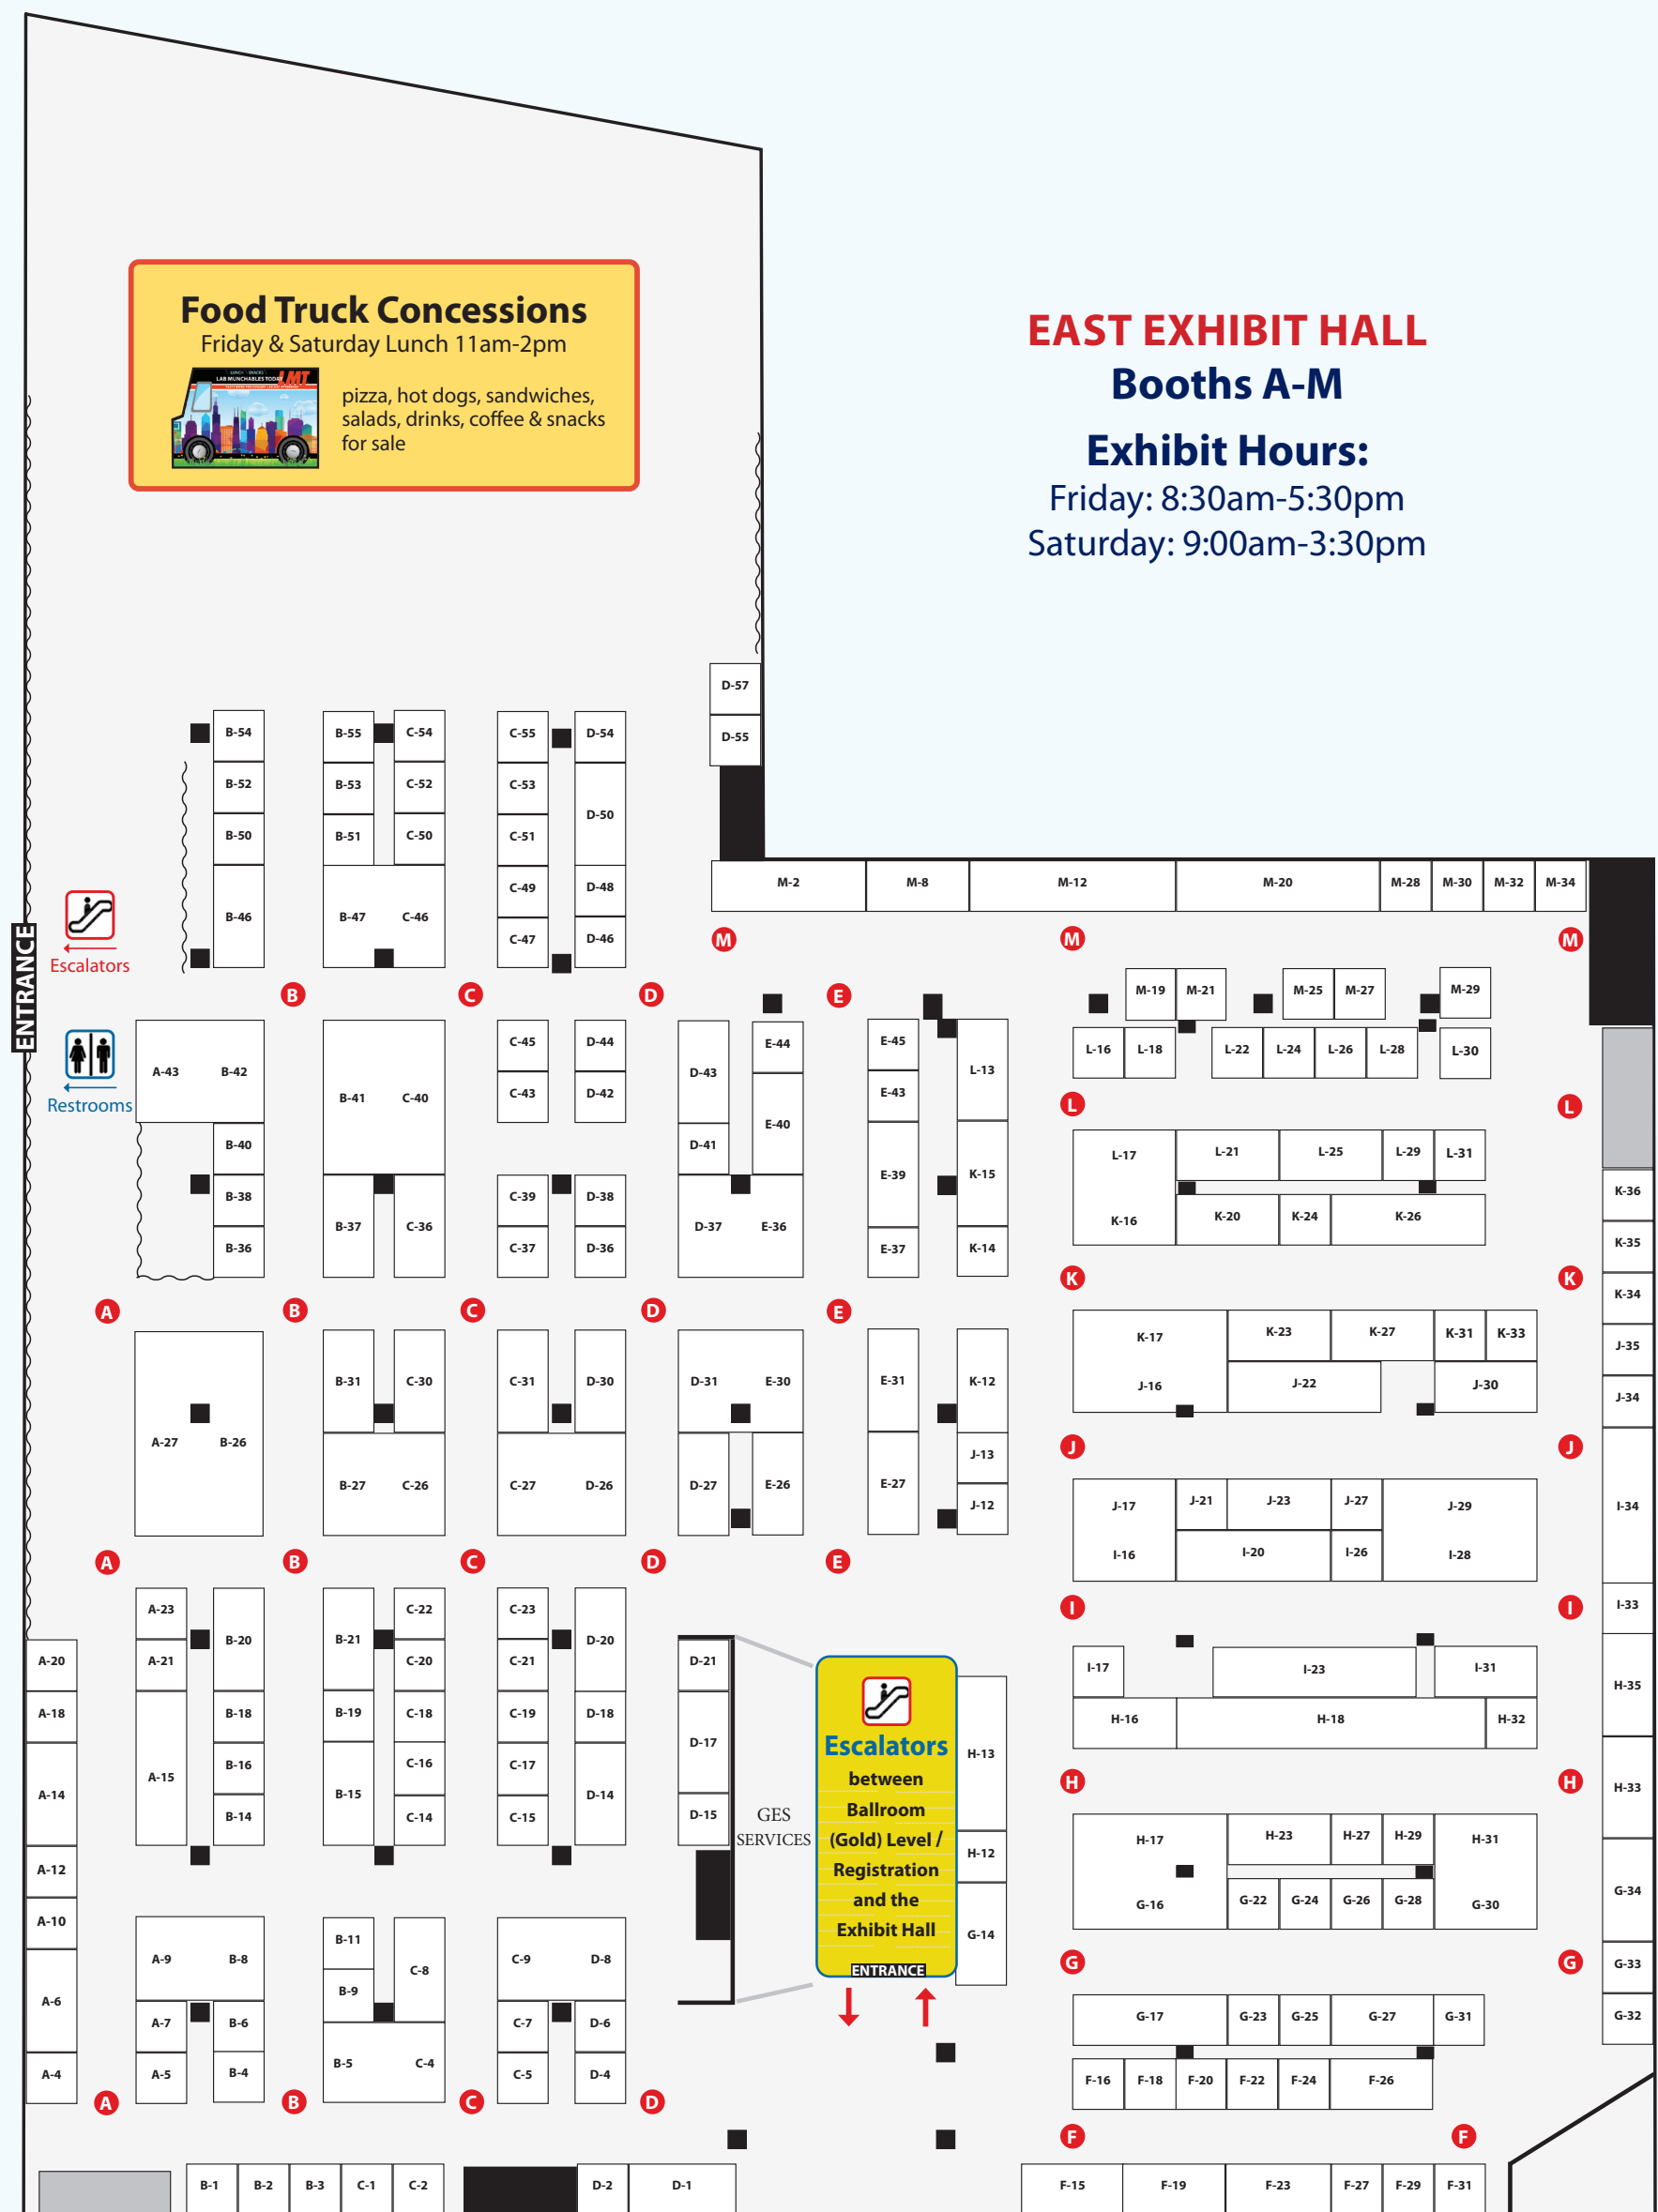 Food Truck Concessions
Friday & Saturday Lunch 11am-2pm
LUNCH SNACKS
LAB MUNCHABLES TODAY
LMT
pizza, hot dogs, sandwiches,
salads, drinks, coffee & snacks
for sale
EAST EXHIBIT HALL
Booths A-M
Exhibit Hours:
Friday: 8:30am-5:30pm
Saturday: 9:00am-3:30pm
D-57
D-55
B-54 B-55 C-54 C-55 D-54
B-52 B-53 C-52 C-53
D-50
B-50 B-51 C-50 C-51
M-2 M-8 M-12 M-20 M-28 M-30 M-32 M-34
C-49 D-48
B-46 B-47 C-46
C-47 D-46
ENTRANCE
Escalators
M M M
B C D E
M-19 M-21 M-25 M-27 M-29
A-43 B-42 B-41 C-40
C-45 D-44 D-43 E-44 E-45 L-13
L-16 L-18 L-22 L-24 L-26 L-28 L-30
Restrooms
C-43 D-42 E-43
L L
B-40 D-41 E-40
L-17 L-21 L-25 L-29 L-31
E-39 K-15
B-38 C-39 D-38 K-36
B-37 C-36 D-37 E-36
K-16 K-20 K-24 K-26
B-36 C-37 D-36 E-37 K-14 K-35
K K
A B C D E
K-34
K-17 K-23 K-27 K-31 K-33
J-35
B-31 C-30 C-31 D-30 D-31 E-30 E-31 K-12
J-16 J-22 J-30
J-34
A-27 B-26
J J
J-13
B-27 C-26 C-27 D-26 D-27 E-26 E-27
J-12
J-17 J-21 J-23 J-27 J-29
I-34
I-16 I-20 I-26 I-28
A B C D E
I I
I-33
A-23 B-20 B-21 C-22 C-23 D-20
A-20 A-21 C-20 C-21 D-21
I-17 I-23 I-31
H-35
A-18 B-18 B-19 C-18 C-19 D-18
H-16 H-18 H-32
D-17
Escalators
between
Ballroom
(Gold) Level /
Registration
and the
Exhibit Hall
ENTRANCE
H-13
A-14 A-15 B-16 B-15 C-16 C-17 D-14
H H
H-33
B-14 C-14 C-15 D-15
GES
SERVICES
H-12
H-17 H-23 H-27 H-29 H-31
A-12
G-34
G-16 G-22 G-24 G-26 G-28 G-30
A-10
G-14
A-9 B-8 B-11 C-8 C-9 D-8
G G
G-33
B-9
A-6
A-7 B-6 C-7 D-6
G-17 G-23 G-25 G-27 G-31
G-32
B-5 C-4
A-4 A-5 B-4 C-5 D-4
F-16 F-18 F-20 F-22 F-24 F-26
A B C D
F F
B-1 B-2 B-3 C-1 C-2 D-2 D-1
F-15 F-19 F-23 F-27 F-29 F-31